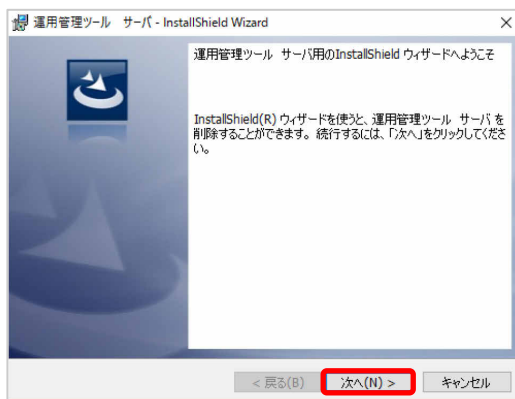 運用管理ツール サーバ - InstallShield Wizard
運用管理ツール サーバ用のInstallShield ウィザードへようこそ
InstallShield(R) ウィザードを使うと、運用管理ツール サーバ を
削除することができます。続行するには、「次へ」をクリックしてくださ
い。
< 戻る(B)
次へ(N) >
キャンセル